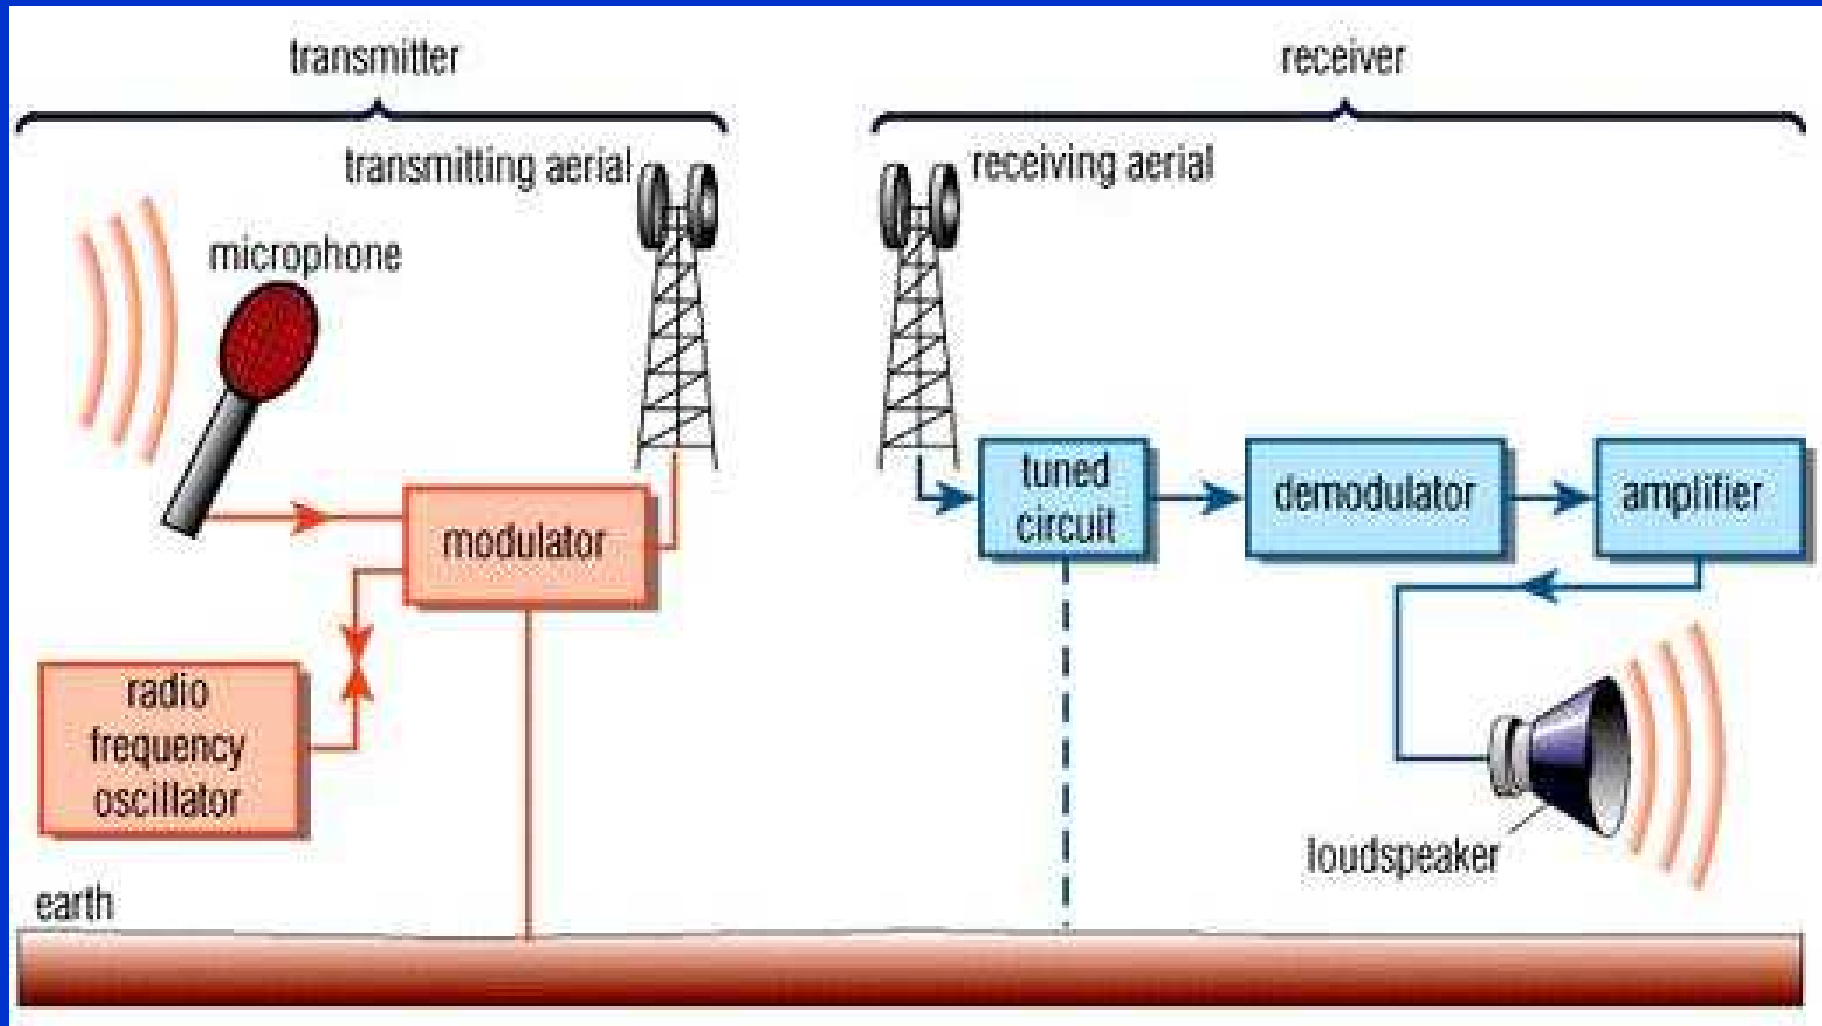 transmitter
receiver
transmitting aerial
receiving aerial
microphone
modulator
tuned
circuit
demodulator
amplifier
radio
frequency
oscillator
loudspeaker
earth